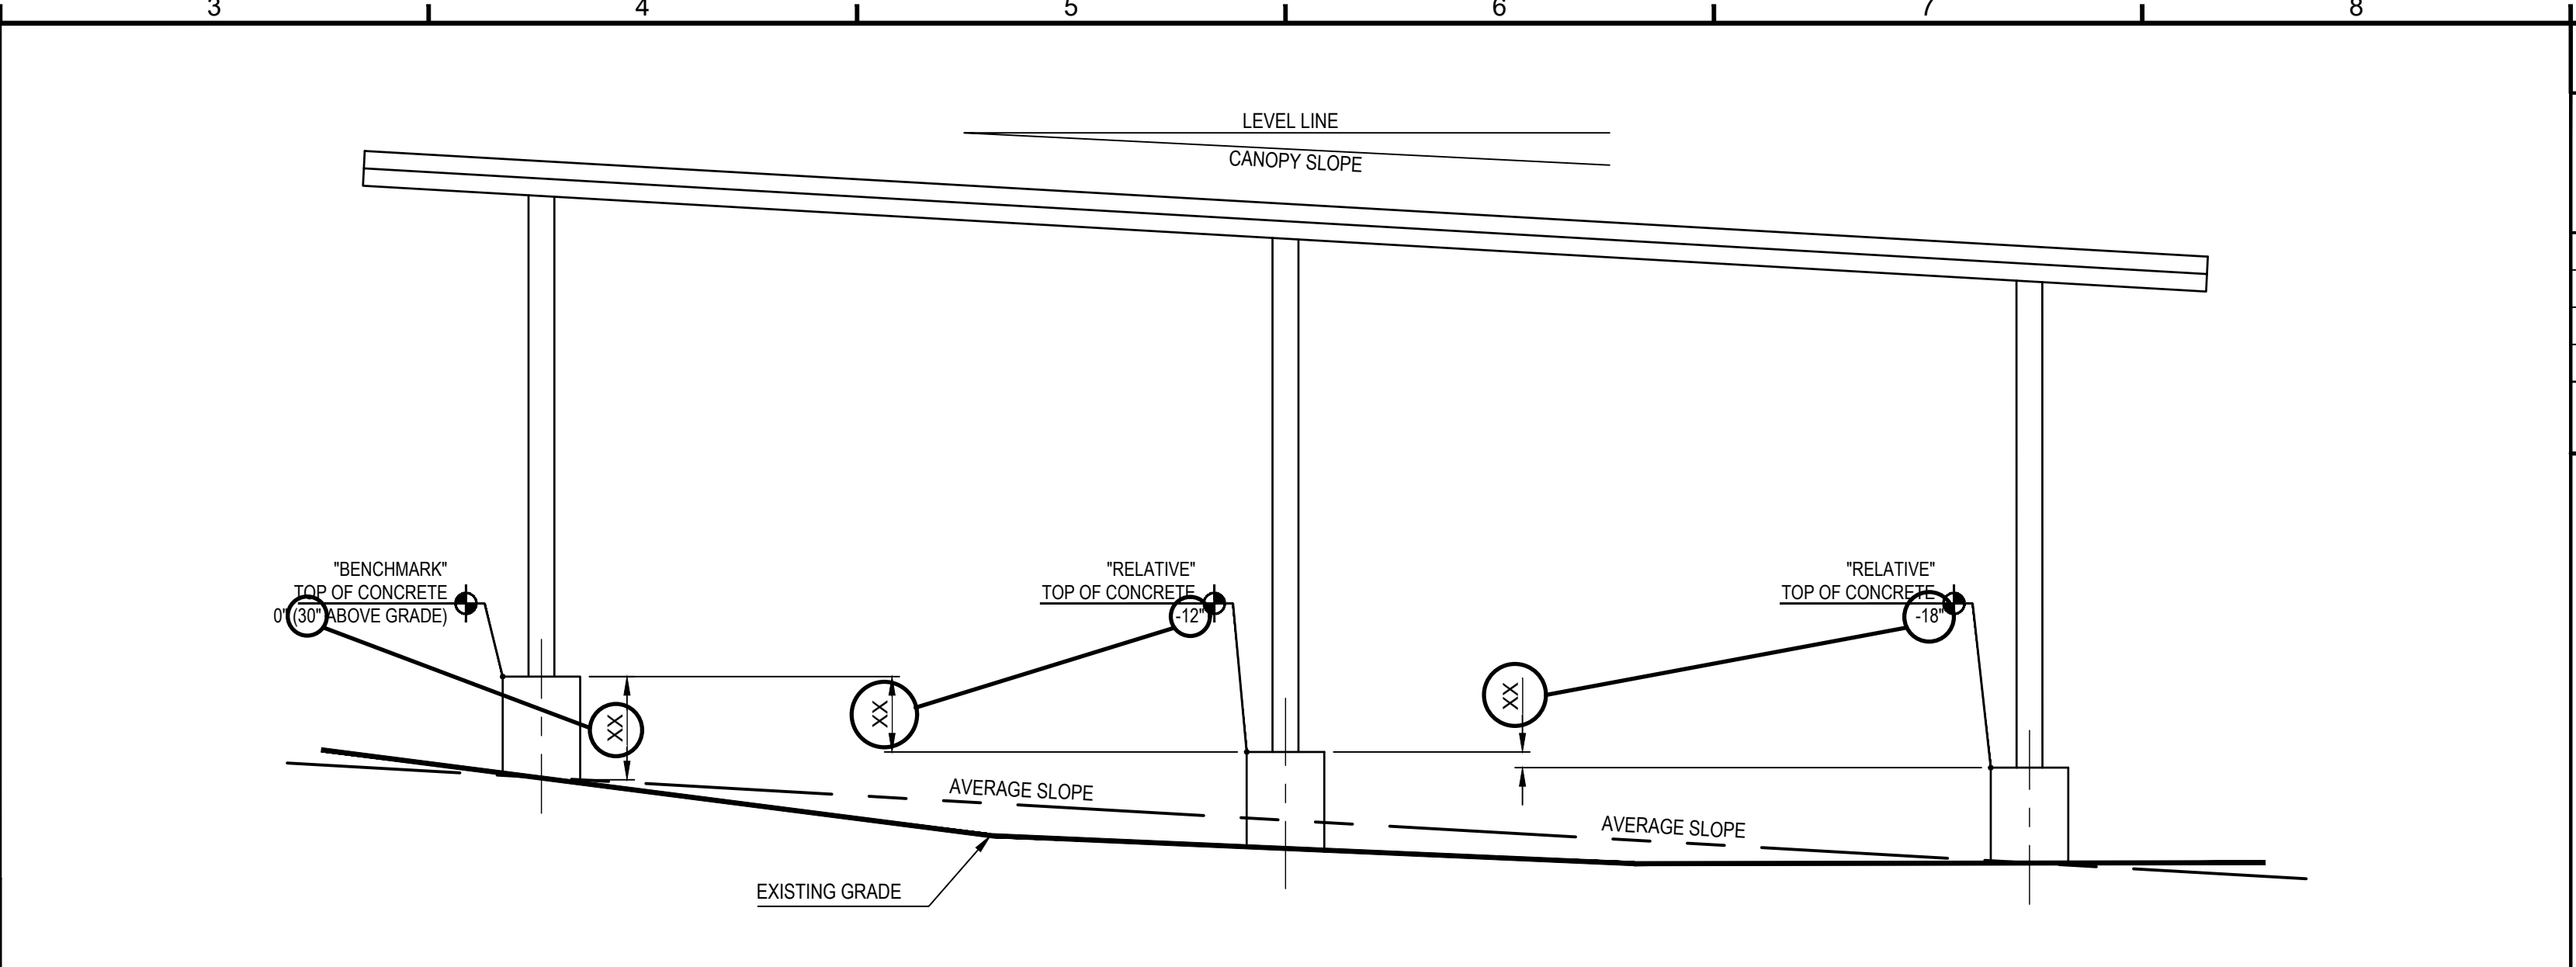 3 4 5 6 7 8
LEVEL LINE
CANOPY SLOPE
"BENCHMARK"
TOP OF CONCRETE
0" (30" ABOVE GRADE)
"RELATIVE"
TOP OF CONCRETE
-12"
"RELATIVE"
TOP OF CONCRETE
-18"
XX
XX
XX
AVERAGE SLOPE
AVERAGE SLOPE
EXISTING GRADE